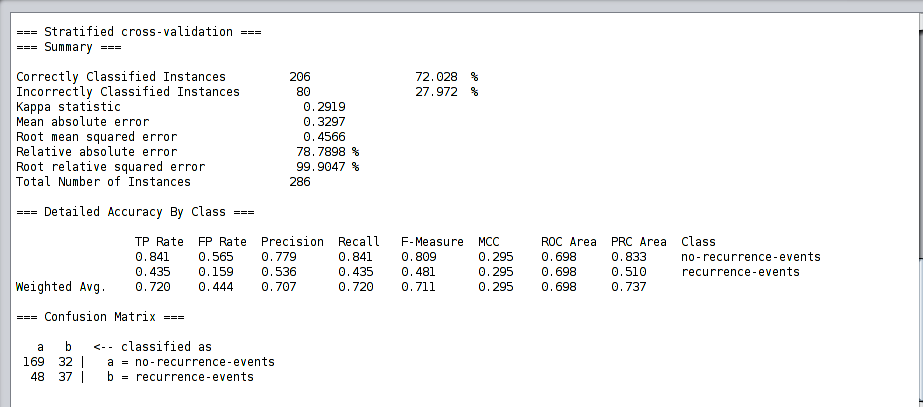 === Stratified cross-validation ===
=== Summary ===
Correctly Classified Instances 206 72.028 %
Incorrectly Classified Instances 80 27.972 %
Kappa statistic 0.2919
Mean absolute error 0.3297
Root mean squared error 0.4566
Relative absolute error 78.7898 %
Root relative squared error 99.9047 %
Total Number of Instances 286
=== Detailed Accuracy By Class ===
TP Rate FP Rate Precision Recall F-Measure MCC ROC Area PRC Area Class
0.841 0.565 0.779 0.841 0.809 0.295 0.698 0.833 no-recurrence-events
0.435 0.159 0.536 0.435 0.481 0.295 0.698 0.510 recurrence-events
Weighted Avg. 0.720 0.444 0.707 0.720 0.711 0.295 0.698 0.737
=== Confusion Matrix ===
a b <-- classified as
169 32 | a = no-recurrence-events
48 37 | b = recurrence-events